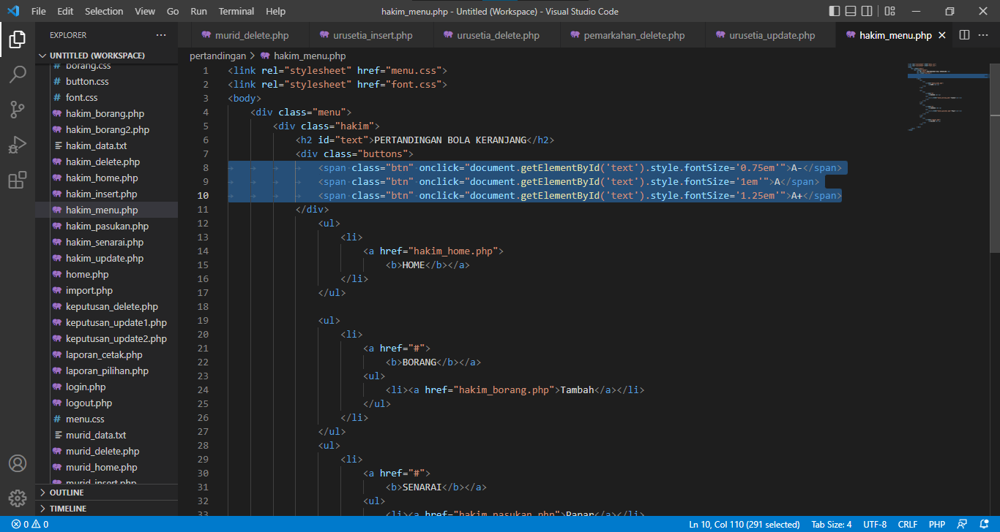 File Edit Selection View Go Run Terminal Help
hakim_menu.php - Untitled (Workspace) - Visual Studio Code
EXPLORER
UNTITLED (WORKSPACE)
borang.css
button.css
font.css
hakim_borang.php
hakim_borang2.php
hakim_data.txt
hakim_delete.php
hakim_home.php
hakim_insert.php
hakim_menu.php
hakim_pasukan.php
hakim_senarai.php
hakim_update.php
home.php
import.php
keputusan_delete.php
keputusan_update1.php
keputusan_update2.php
laporan_cetak.php
laporan_pilihan.php
login.php
logout.php
menu.css
murid_data.txt
murid_delete.php
murid_home.php
murid_insert.php
OUTLINE
TIMELINE
murid_delete.php urusetia_insert.php urusetia_delete.php pemarkahan_delete.php urusetia_update.php hakim_menu.php
pertandingan > hakim_menu.php
1 <link rel="stylesheet" href="menu.css">
2 <link rel="stylesheet" href="font.css">
3 <body>
4 <div class="menu">
5 <div class="hakim">
6 <h2 id="text">PERTANDINGAN BOLA KERANJANG</h2>
7 <div class="buttons">
8 <span class="btn" onclick="document.getElementById('text').style.fontSize='0.75em'">A-</span>
9 <span class="btn" onclick="document.getElementById('text').style.fontSize='1em'">A</span>
10 <span class="btn" onclick="document.getElementById('text').style.fontSize='1.25em'">A+</span>
11 </div>
12 <ul>
13 <li>
14 <a href="hakim_home.php">
15 <b>HOME</b></a>
16 </li>
17 </ul>
18
19 <ul>
20 <li>
21 <a href="#">
22 <b>BORANG</b></a>
23 <ul>
24 <li><a href="hakim_borang.php">Tambah</a></li>
25 </ul>
26 </li>
27 </ul>
28 <ul>
29 <li>
30 <a href="#">
31 <b>SENARAI</b></a>
32 <ul>
33 <li><a href="hakim_pasukan.php">Papar</a></li>
0 0
Ln 10, Col 110 (291 selected) Tab Size: 4 UTF-8 CRLF PHP